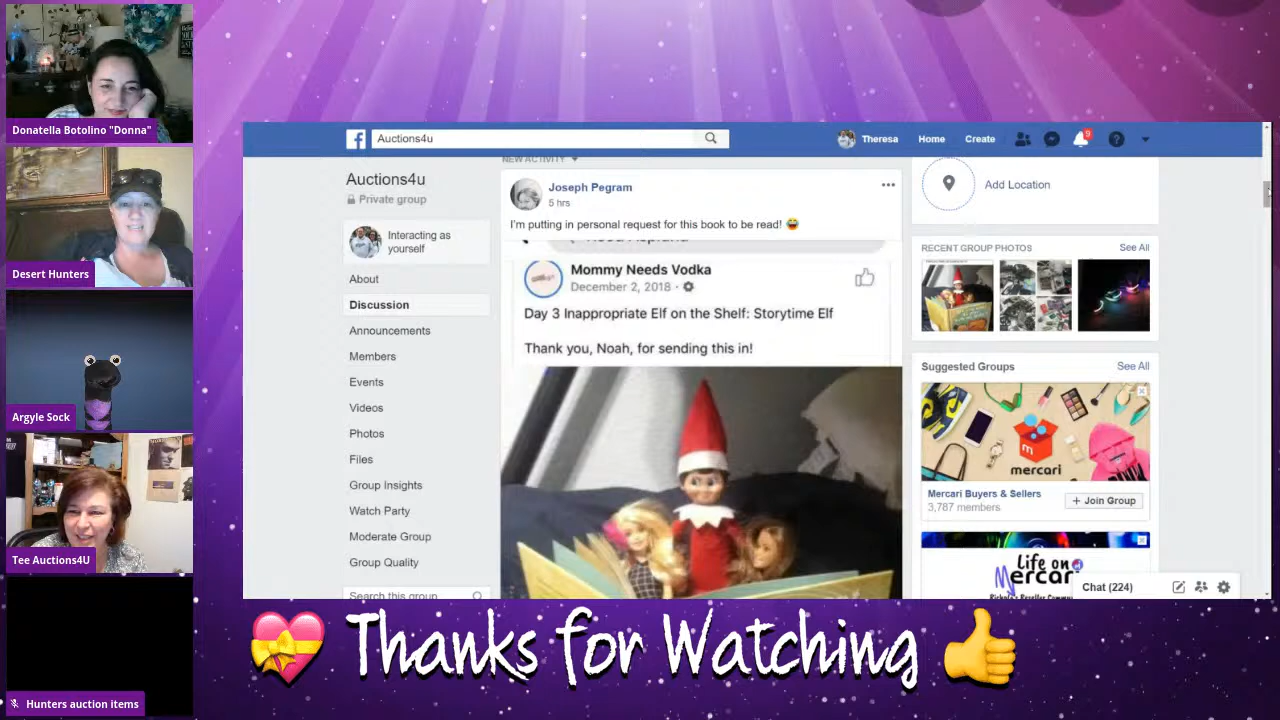 Donatella Botolino "Donna"
Desert Hunters
Argyle Sock
Tee Auctions4U
Hunters auction items
Auctions4u
Theresa
Home
Create
9
Auctions4u
Private group
Interacting as
yourself
About
Discussion
Announcements
Members
Events
Videos
Photos
Files
Group Insights
Watch Party
Moderate Group
Group Quality
Search this group
NEW ACTIVITY
Joseph Pegram
5 hrs
I'm putting in personal request for this book to be read! 😂
Mommy Needs Vodka
December 2, 2018 ·
Day 3 Inappropriate Elf on the Shelf: Storytime Elf
Thank you, Noah, for sending this in!
Add Location
RECENT GROUP PHOTOS
See All
Suggested Groups
See All
mercari
Mercari Buyers & Sellers
3,787 members
+ Join Group
Life on
Mercari
Chat (224)
💝 Thanks for Watching 👍